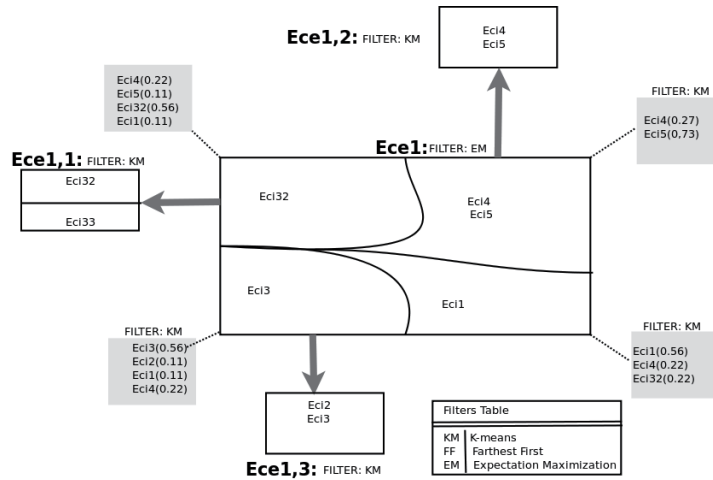 Ece1,2: FILTER: KM
Eci4
Eci5
Eci4(0.22)
Eci5(0.11)
Eci32(0.56)
Eci1(0.11)
FILTER: KM
Eci4(0.27)
Eci5(0,73)
Ece1,1: FILTER: KM
Eci32
Eci33
Ece1: FILTER: EM
Eci32
Eci4
Eci5
Eci3
Eci1
FILTER: KM
Eci3(0.56)
Eci2(0.11)
Eci1(0.11)
Eci4(0.22)
FILTER: KM
Eci1(0.56)
Eci4(0.22)
Eci32(0.22)
Eci2
Eci3
Ece1,3: FILTER: KM
Filters Table
KM K-means
FF Farthest First
EM Expectation Maximization